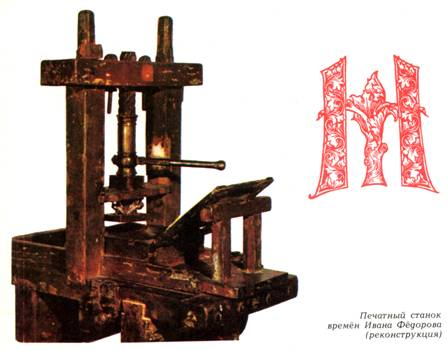 Печатный станок
времён Ивана Фёдорова
(реконструкция)